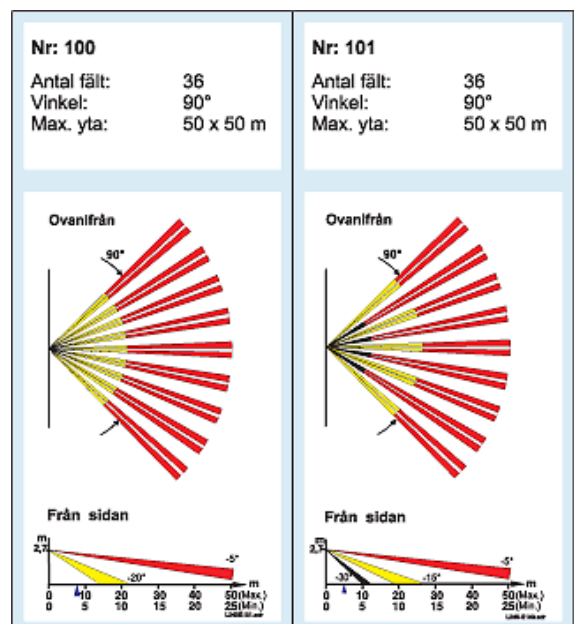 Nr: 100
Antal fält: 36
Vinkel: 90°
Max. yta: 50 x 50 m
Ovanifrån
90°
Från sidan
m
2,7
-5°
-20°
m
0 10 20 30 40 50(Max.)
0 5 10 15 20 25(Min.)
Nr: 101
Antal fält: 36
Vinkel: 90°
Max. yta: 50 x 50 m
Ovanifrån
90°
Från sidan
m
2,7
-5°
-30°
-15°
m
0 10 20 30 40 50(Max.)
0 5 10 15 20 25(Min.)